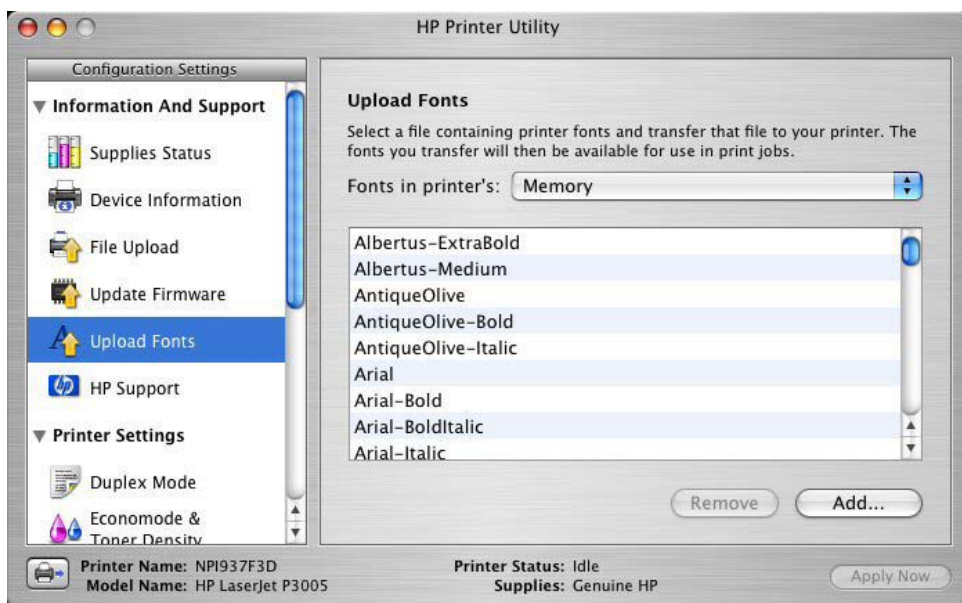 HP Printer Utility
Configuration Settings
Information And Support
Supplies Status
Device Information
File Upload
Update Firmware
Upload Fonts
HP Support
Printer Settings
Duplex Mode
Economode &
Toner Density
Upload Fonts
Select a file containing printer fonts and transfer that file to your printer. The
fonts you transfer will then be available for use in print jobs.
Fonts in printer's: Memory
Albertus-ExtraBold
Albertus-Medium
AntiqueOlive
AntiqueOlive-Bold
AntiqueOlive-Italic
Arial
Arial-Bold
Arial-BoldItalic
Arial-Italic
Remove
Add...
Printer Name: NPI937F3D
Model Name: HP LaserJet P3005
Printer Status: Idle
Supplies: Genuine HP
Apply Now